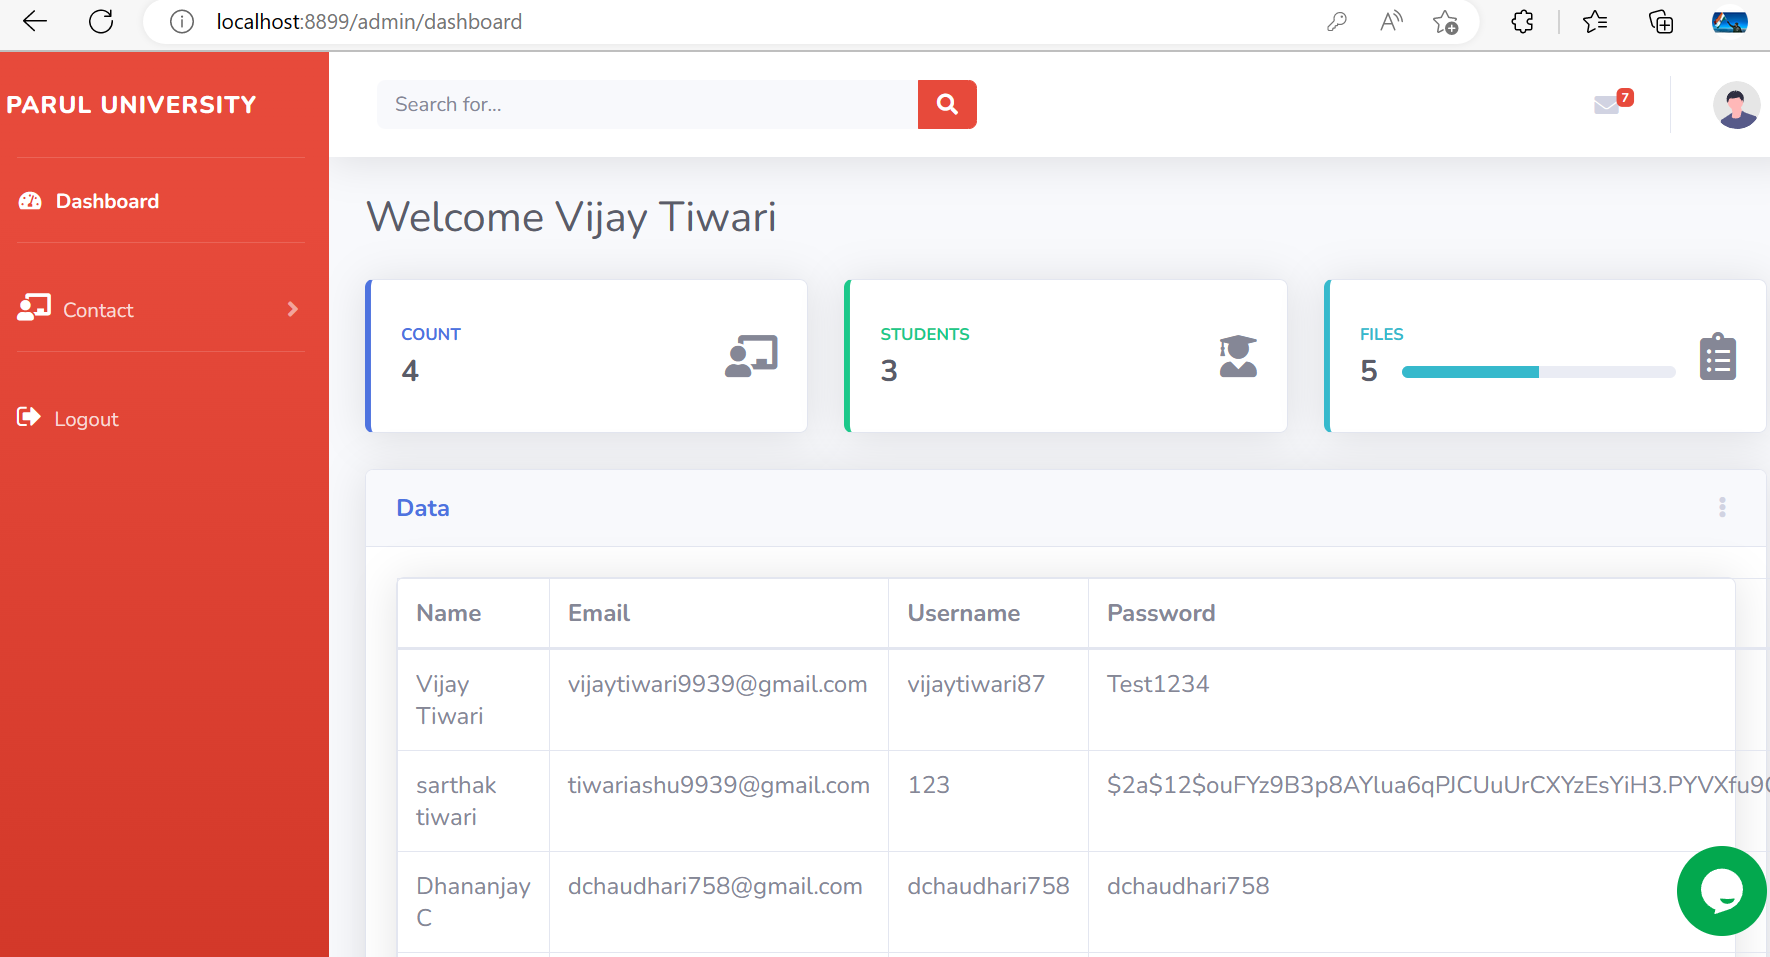 localhost:8899/admin/dashboard
PARUL UNIVERSITY
Search for...
7
Dashboard
Welcome Vijay Tiwari
Contact
COUNT
4
STUDENTS
3
FILES
5
Logout
Data
Name Email Username Password
Vijay Tiwari vijaytiwari9939@gmail.com vijaytiwari87 Test1234
sarthak tiwari tiwariashu9939@gmail.com 123 $2a$12$ouFYz9B3p8AYlua6qPJCUuUrCXYzEsYiH3.PYVXfu9
Dhananjay C dchaudhari758@gmail.com dchaudhari758 dchaudhari758